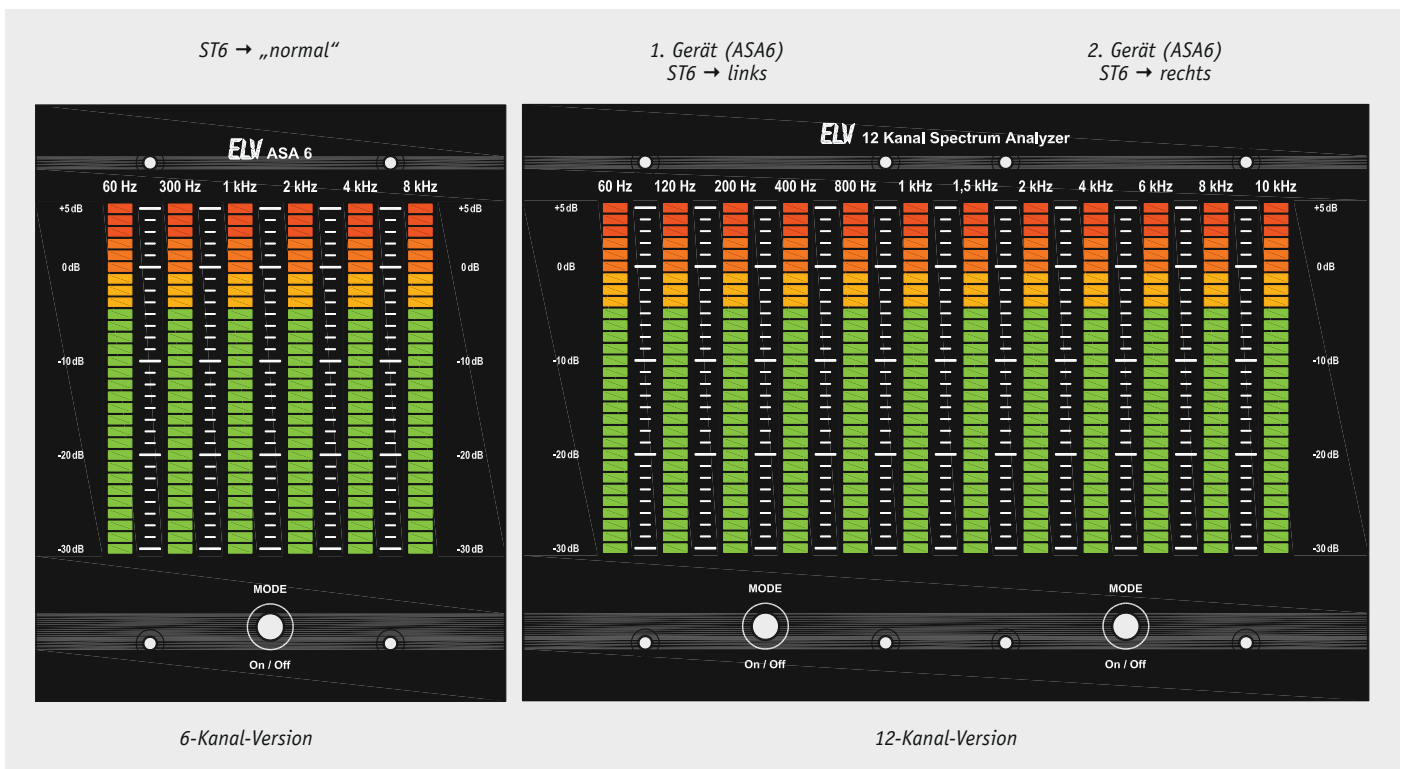 ST6 → „normal“
1. Gerät (ASA6)
ST6 → links
2. Gerät (ASA6)
ST6 → rechts
ELV ASA 6
60 Hz 300 Hz 1 kHz 2 kHz 4 kHz 8 kHz
+5 dB +5 dB
0 dB 0 dB
-10 dB -10 dB
-20 dB -20 dB
-30 dB -30 dB
MODE
On / Off
ELV 12 Kanal Spectrum Analyzer
60 Hz 120 Hz 200 Hz 400 Hz 800 Hz 1 kHz 1,5 kHz 2 kHz 4 kHz 6 kHz 8 kHz 10 kHz
+5 dB +5 dB
0 dB 0 dB
-10 dB -10 dB
-20 dB -20 dB
-30 dB -30 dB
MODE MODE
On / Off On / Off
6-Kanal-Version
12-Kanal-Version